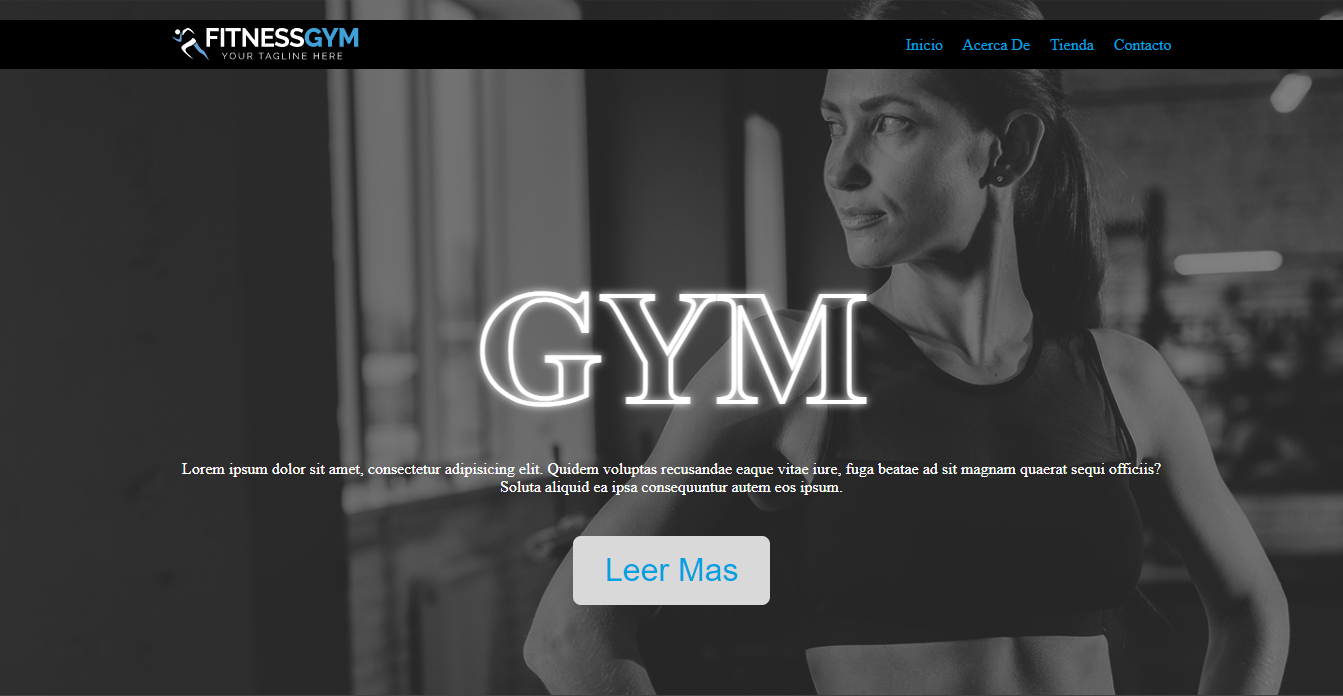 FITNESSGYM
YOUR TAGLINE HERE
Inicio Acerca De Tienda Contacto
GYM
Lorem ipsum dolor sit amet, consectetur adipisicing elit. Quidem voluptas recusandae eaque vitae iure, fuga beatae ad sit magnam quaerat sequi officiis?
Soluta aliquid ea ipsa consequuntur autem eos ipsum.
Leer Mas